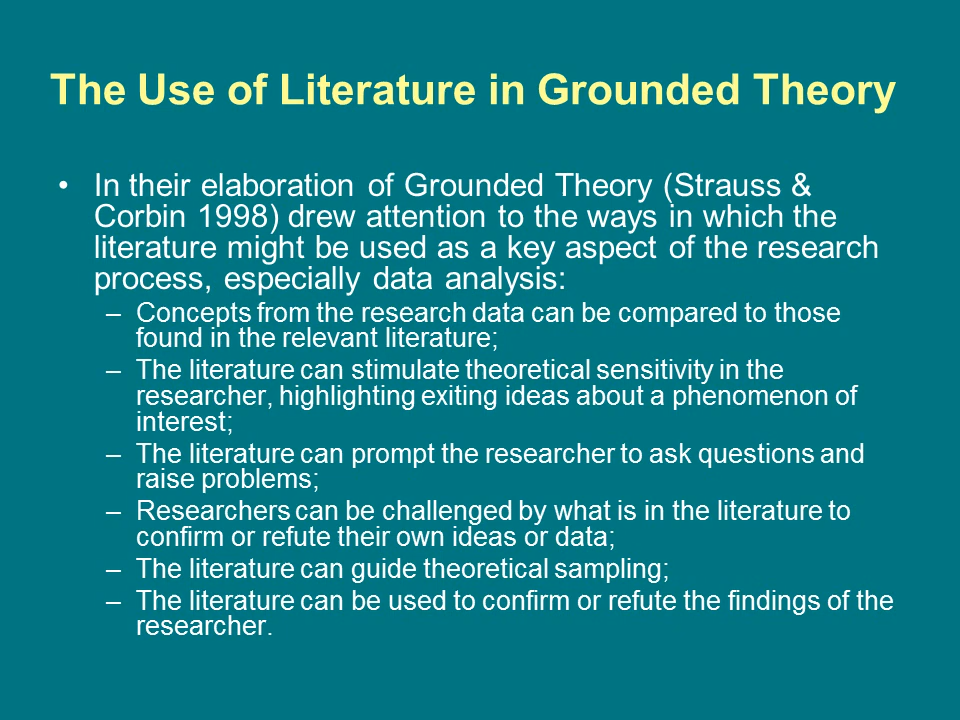 The Use of Literature in Grounded Theory
• In their elaboration of Grounded Theory (Strauss &
Corbin 1998) drew attention to the ways in which the
literature might be used as a key aspect of the research
process, especially data analysis:
–Concepts from the research data can be compared to those
found in the relevant literature;
–The literature can stimulate theoretical sensitivity in the
researcher, highlighting exiting ideas about a phenomenon of
interest;
–The literature can prompt the researcher to ask questions and
raise problems;
–Researchers can be challenged by what is in the literature to
confirm or refute their own ideas or data;
–The literature can guide theoretical sampling;
–The literature can be used to confirm or refute the findings of the
researcher.